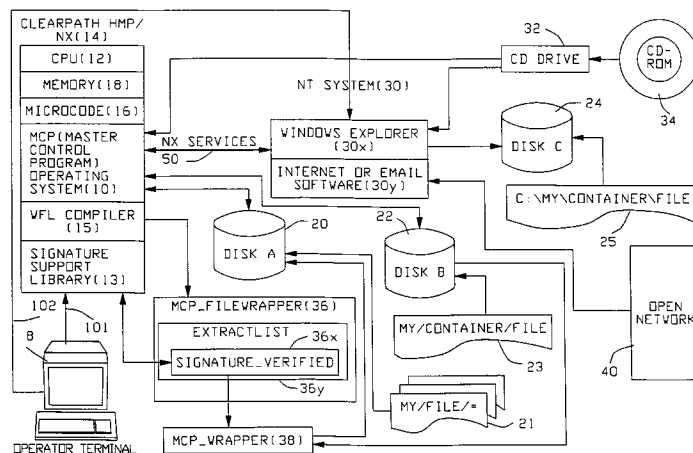 CLEARPATH HMP/
NX(14)
CPU(12)
MEMORY(18)
MICROCODE(16)
MCP(MASTER
CONTROL
PROGRAM)
OPERATING
SYSTEM(10)
WFL COMPILER
(15)
SIGNATURE
SUPPORT
LIBRARY(13)
102
101
8
OPERATOR TERMINAL
NX SERVICES
50
NT SYSTEM(30)
WINDOWS EXPLORER
(30x)
INTERNET OR EMAIL
SOFTWARE(30y)
32
CD DRIVE
CD-
ROM
34
24
DISK C
C:\MY\CONTAINER\FILE
25
20
DISK A
22
DISK B
MY/CONTAINER/FILE
23
OPEN
NETWORK
40
MCP_FILEWRAPPER(36)
EXTRACTLIST
36x
SIGNATURE_VERIFIED
36y
MCP_WRAPPER(38)
MY/FILE/=
21